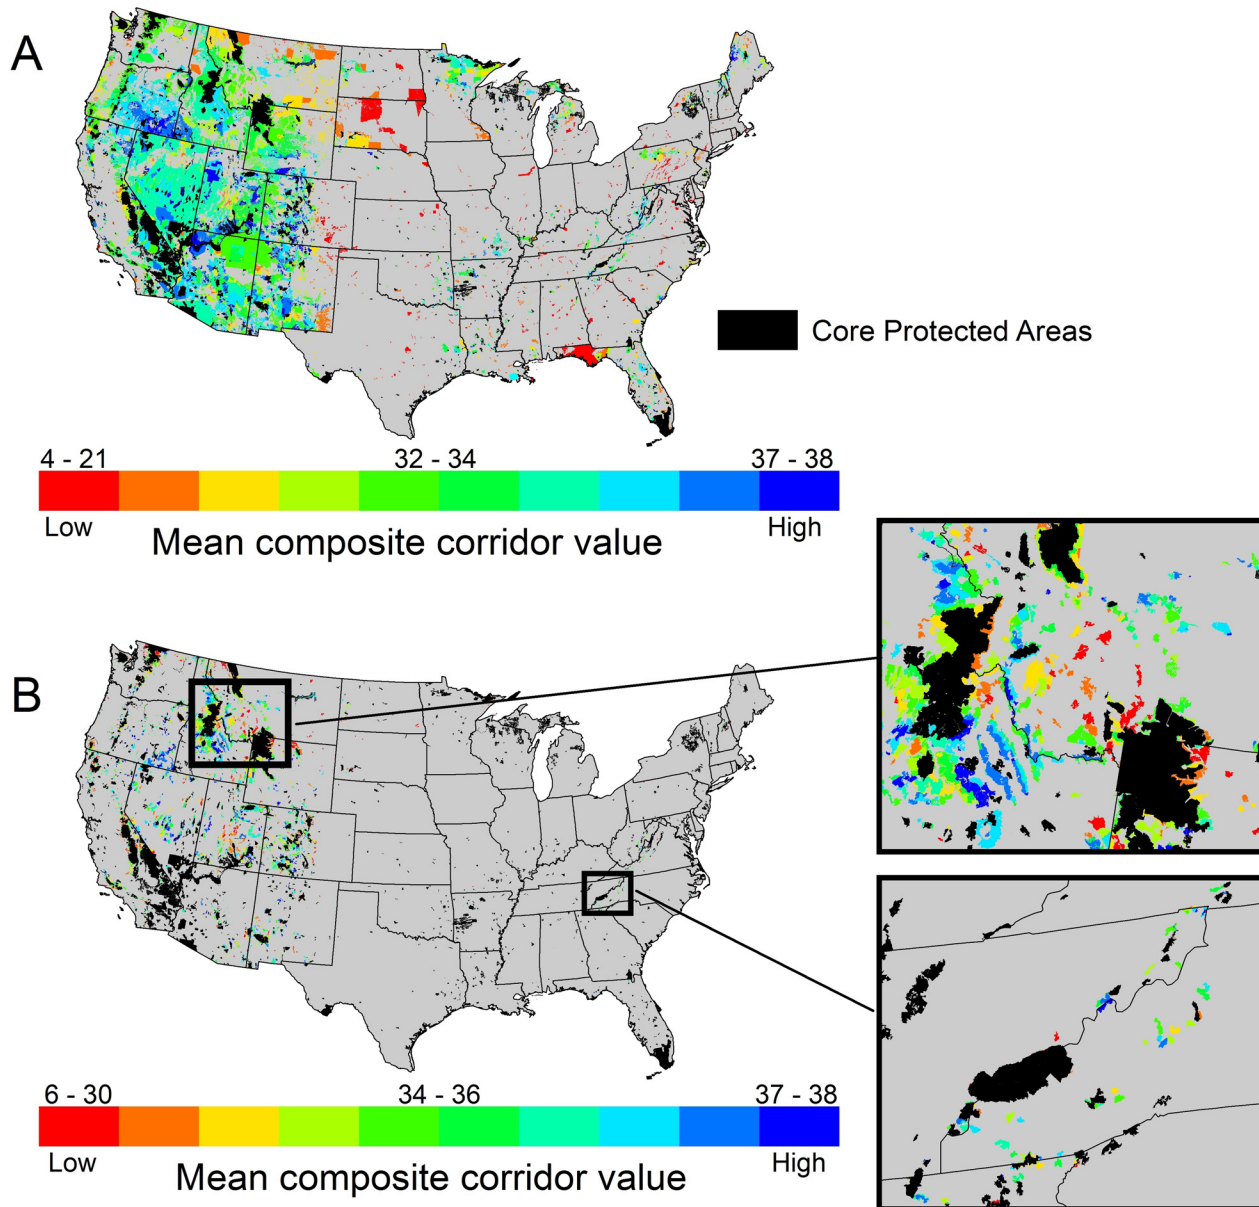 A
Core Protected Areas
4 - 21 32 - 34 37 - 38
Low High
Mean composite corridor value
B
6 - 30 34 - 36 37 - 38
Low High
Mean composite corridor value